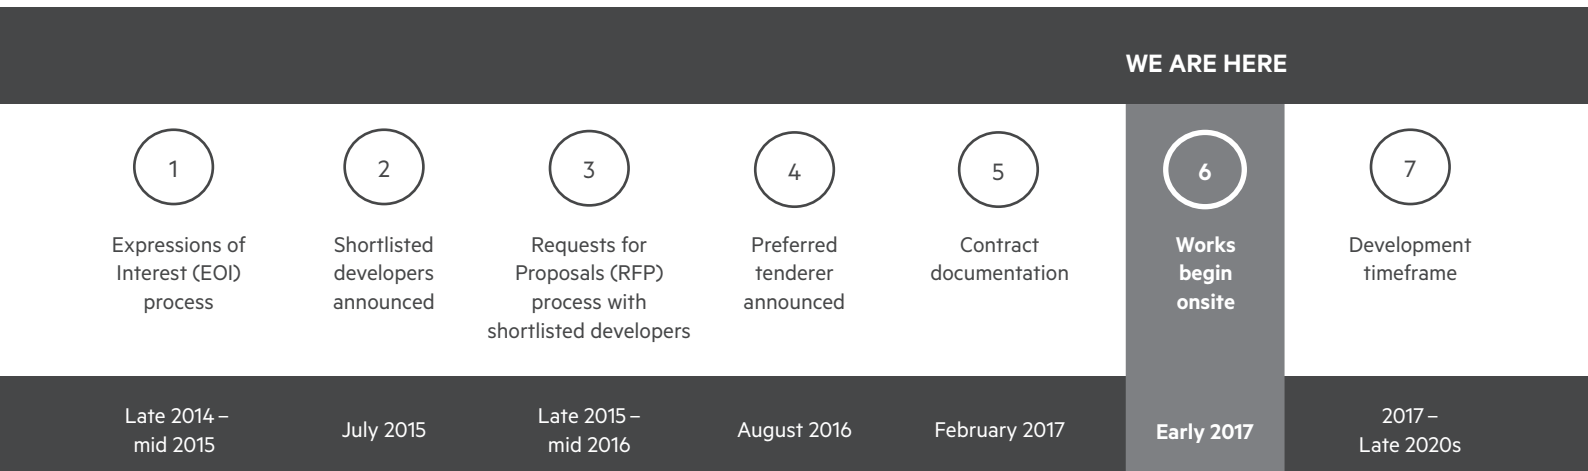 WE ARE HERE
1
Expressions of
Interest (EOI)
process
Late 2014 –
mid 2015
2
Shortlisted
developers
announced
July 2015
3
Requests for
Proposals (RFP)
process with
shortlisted developers
Late 2015 –
mid 2016
4
Preferred
tenderer
announced
August 2016
5
Contract
documentation
February 2017
6
Works
begin
onsite
Early 2017
7
Development
timeframe
2017 –
Late 2020s